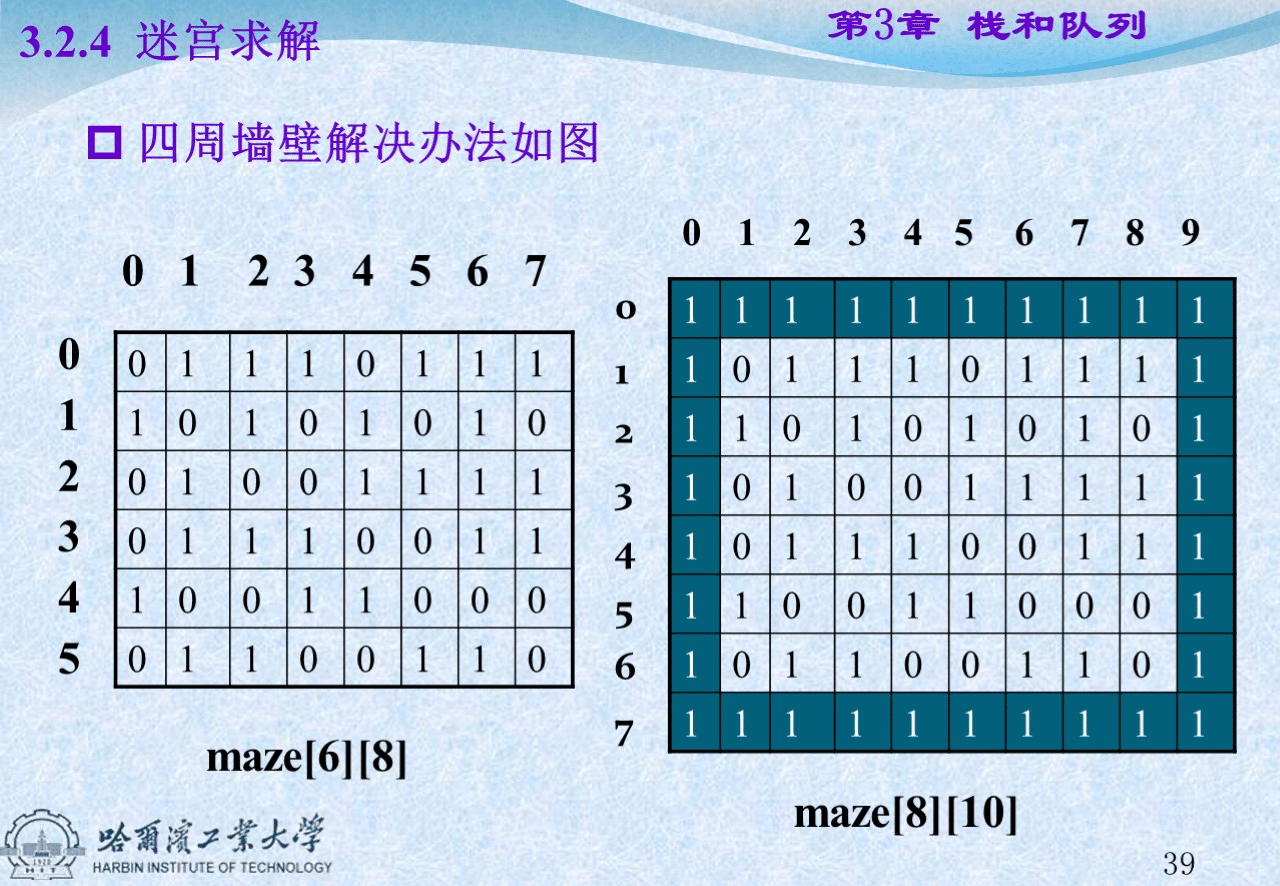 3.2.4 迷宫求解
第3章 栈和队列
四周墙壁解决办法如图
0 1 2 3 4 5 6 7
0 0 1 1 1 0 1 1 1
1 1 0 1 0 1 0 1 0
2 0 1 0 0 1 1 1 1
3 0 1 1 1 0 0 1 1
4 1 0 0 1 1 0 0 0
5 0 1 1 0 0 1 1 0
maze[6][8]
0 1 2 3 4 5 6 7 8 9
0 1 1 1 1 1 1 1 1 1 1
1 1 0 1 1 1 0 1 1 1 1
2 1 1 0 1 0 1 0 1 0 1
3 1 0 1 0 0 1 1 1 1 1
4 1 0 1 1 1 0 0 1 1 1
5 1 1 0 0 1 1 0 0 0 1
6 1 0 1 1 0 0 1 1 0 1
7 1 1 1 1 1 1 1 1 1 1
maze[8][10]
1920
HIT
哈爾濱工業大學
HARBIN INSTITUTE OF TECHNOLOGY
39